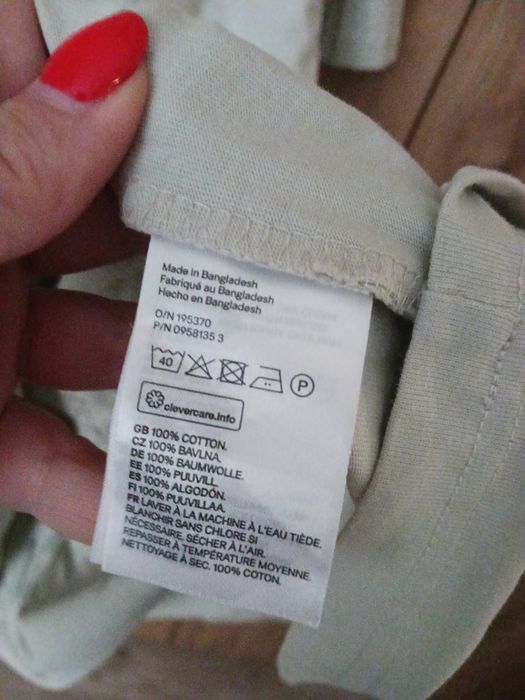 Made in Bangladesh
Fabriqué au Bangladesh
Hecho en Bangladesh
O/N 195370
P/N 0958135 3
40 P
clevercare.info
GB 100% COTTON.
CZ 100% BAVLNA.
DE 100% BAUMWOLLE.
EE 100% PUUVILL.
ES 100% ALGODÓN.
FI 100% PUUVILLAA.
FR LAVER À LA MACHINE À L'EAU TIÈDE.
BLANCHIR SANS CHLORE SI
NÉCESSAIRE. SÉCHER À L'AIR.
REPASSER À TEMPÉRATURE MOYENNE.
NETTOYAGE À SEC. 100% COTON.